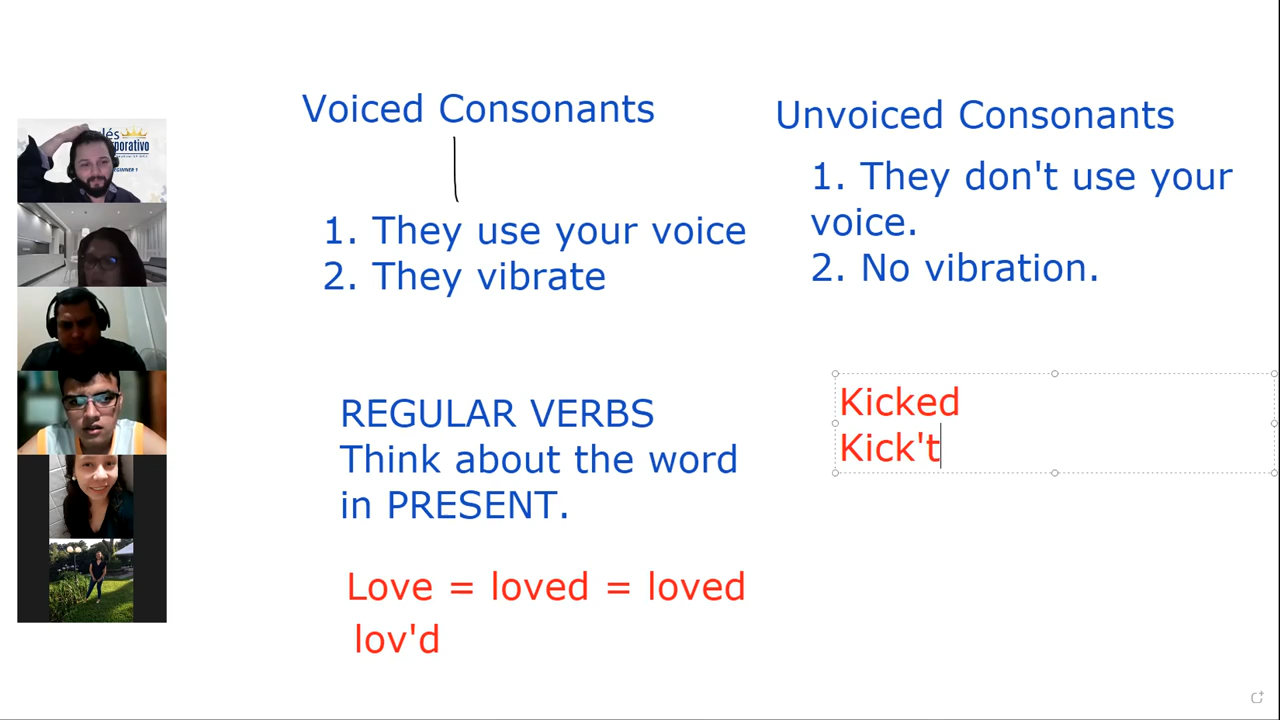 Voiced Consonants
1. They use your voice
2. They vibrate
Unvoiced Consonants
1. They don't use your
voice.
2. No vibration.
REGULAR VERBS
Think about the word
in PRESENT.
Love = loved = loved
lov'd
Kicked
Kick't